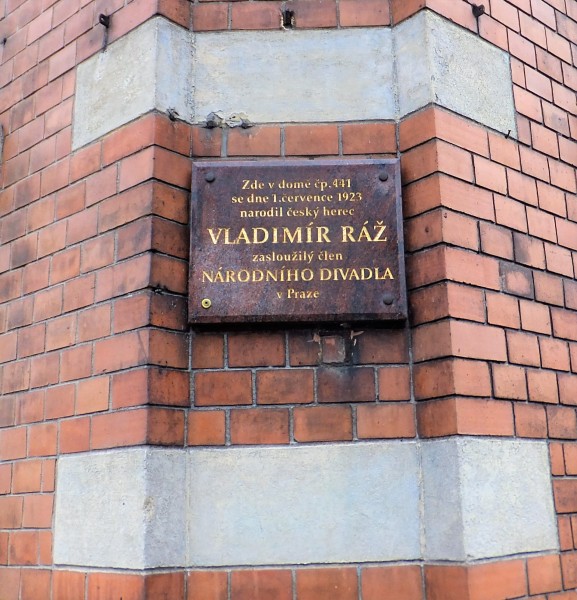 Zde v domě čp.441
se dne 1.července 1923
narodil český herec
VLADIMÍR RÁŽ
zasloužilý člen
NÁRODNÍHO DIVADLA
v Praze